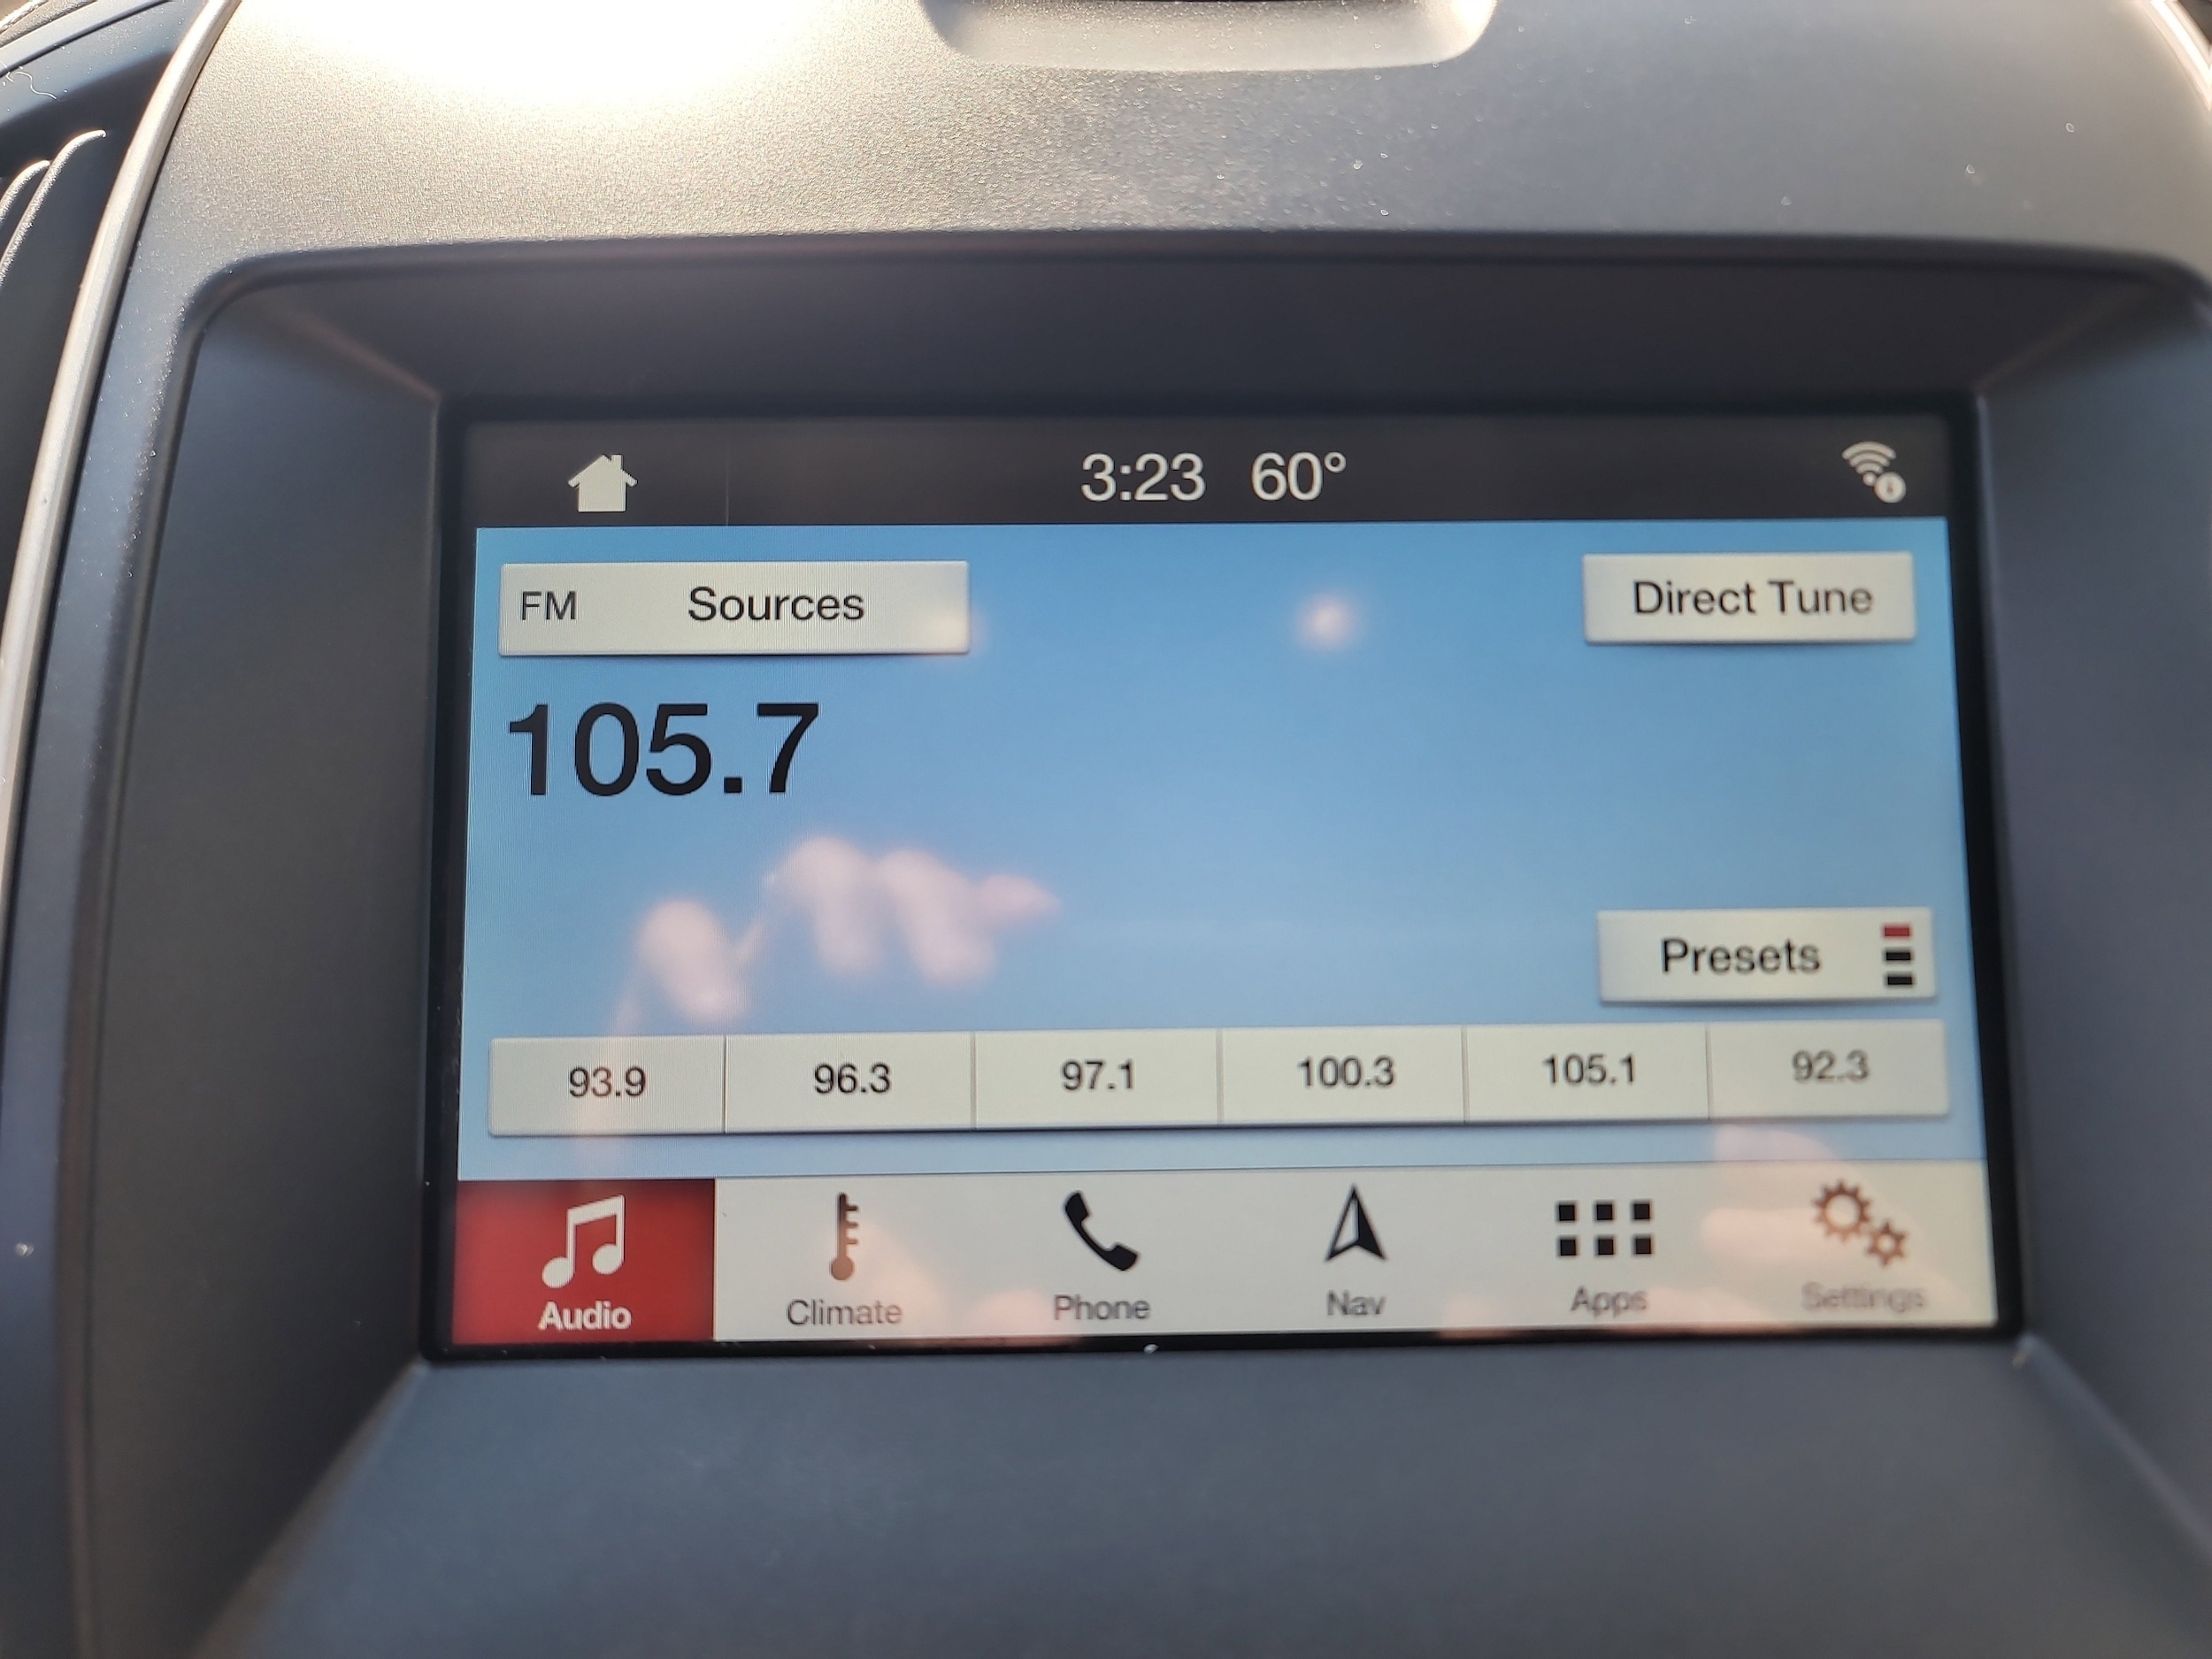 3:23 60°
FM Sources Direct Tune
105.7
Presets
93.9 96.3 97.1 100.3 105.1 92.3
Audio Climate Phone Nav Apps Settings